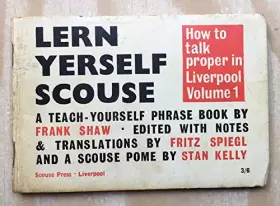 LERN
YERSELF
SCOUSE
How to
talk
proper in
Liverpool
Volume 1
A TEACH-YOURSELF PHRASE BOOK BY
FRANK SHAW · EDITED WITH NOTES
& TRANSLATIONS BY FRITZ SPIEGL
AND A SCOUSE POME BY STAN KELLY
Scouse Press - Liverpool
3/6